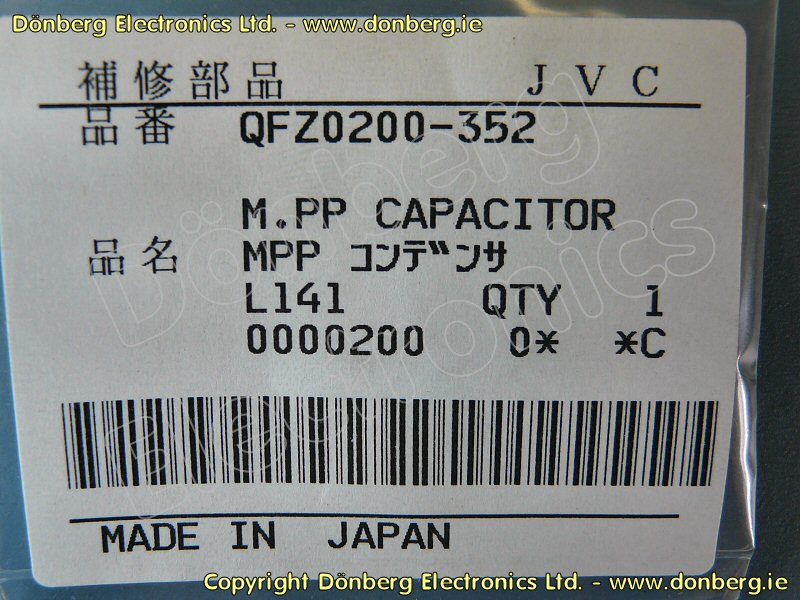 Dönberg Electronics Ltd. - www.donberg.ie
補修部品 JVC
品番 QFZ0200-352
M.PP CAPACITOR
品名 MPP コンデンサ
L141 QTY 1
0000200 0* *C
Dönberg Electronics
MADE IN JAPAN
Copyright Dönberg Electronics Ltd. - www.donberg.ie